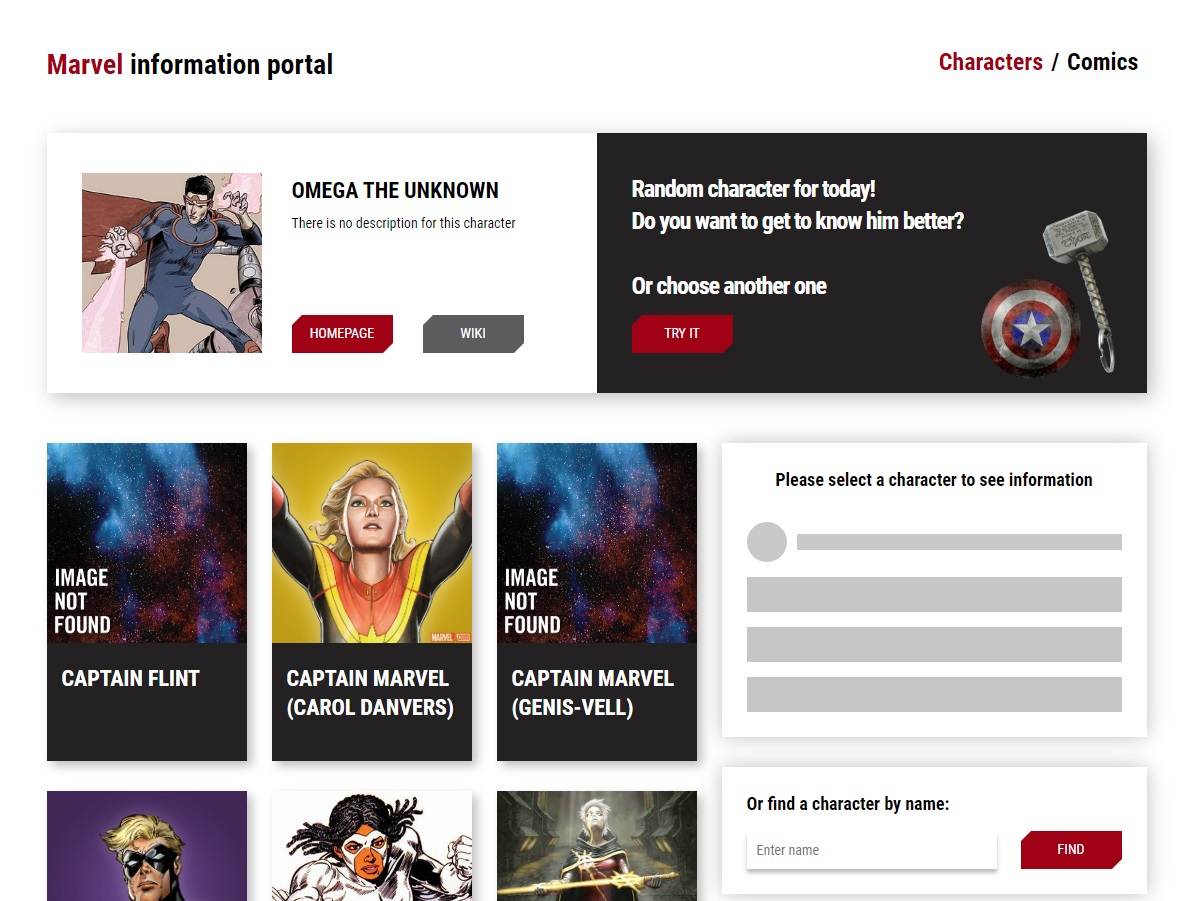 Marvel information portal
Characters / Comics
OMEGA THE UNKNOWN
There is no description for this character
HOMEPAGE
WIKI
Random character for today!
Do you want to get to know him better?
Or choose another one
TRY IT
IMAGE
NOT
FOUND
CAPTAIN FLINT
MARVEL
CAPTAIN MARVEL
(CAROL DANVERS)
IMAGE
NOT
FOUND
CAPTAIN MARVEL
(GENIS-VELL)
Please select a character to see information
Or find a character by name:
Enter name
FIND